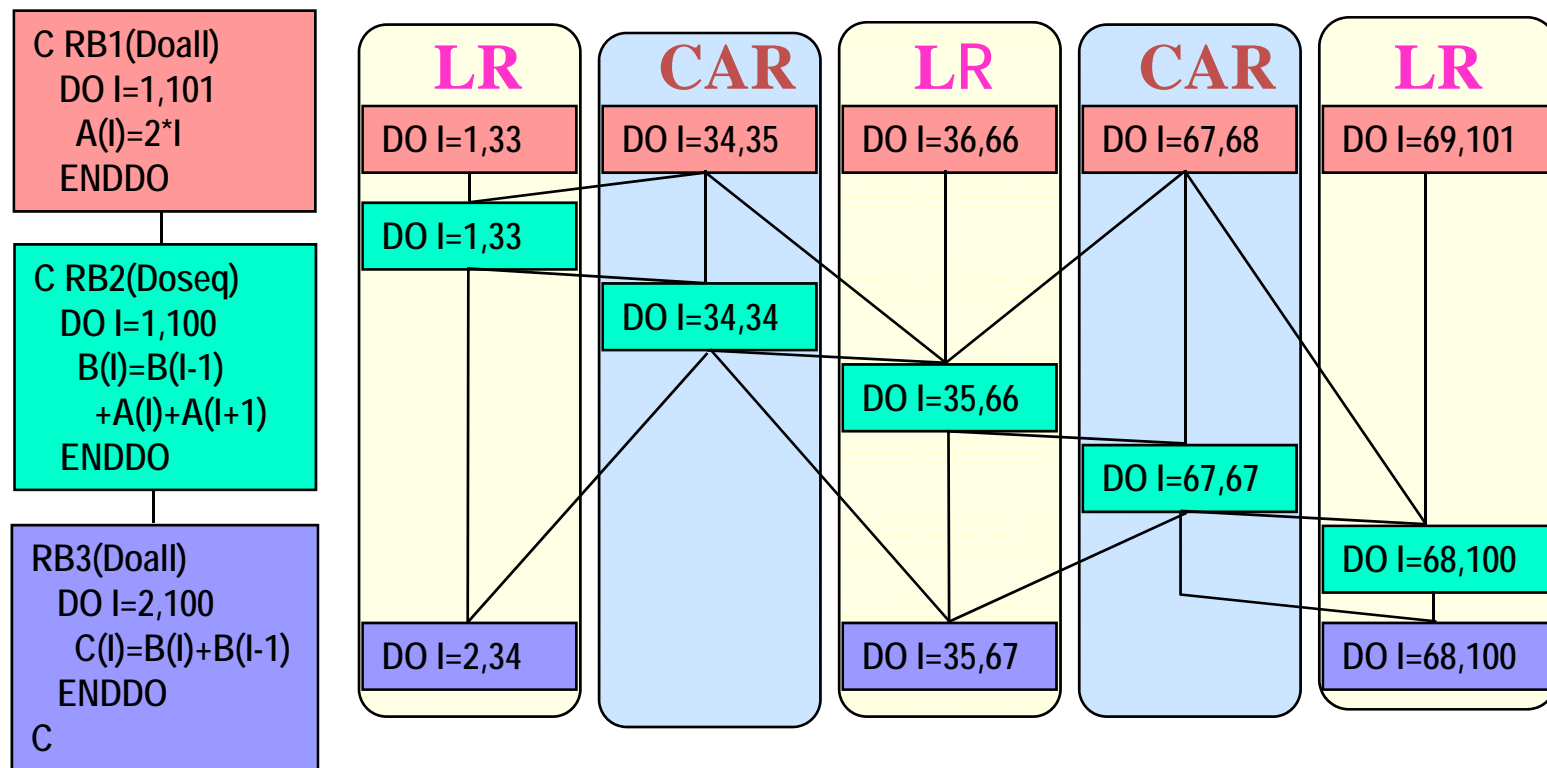 C RB1(Doall)
DO I=1,101
A(I)=2*I
ENDDO
C RB2(Doseq)
DO I=1,100
B(I)=B(I-1)
+A(I)+A(I+1)
ENDDO
RB3(Doall)
DO I=2,100
C(I)=B(I)+B(I-1)
ENDDO
C
LR
DO I=1,33
DO I=1,33
DO I=2,34
CAR
DO I=34,35
DO I=34,34
LR
DO I=36,66
DO I=35,66
DO I=35,67
CAR
DO I=67,68
DO I=67,67
LR
DO I=69,101
DO I=68,100
DO I=68,100